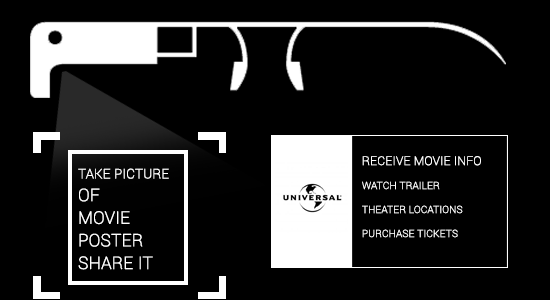 TAKE PICTURE
OF
MOVIE
POSTER
SHARE IT
UNIVERSAL
RECEIVE MOVIE INFO
WATCH TRAILER
THEATER LOCATIONS
PURCHASE TICKETS